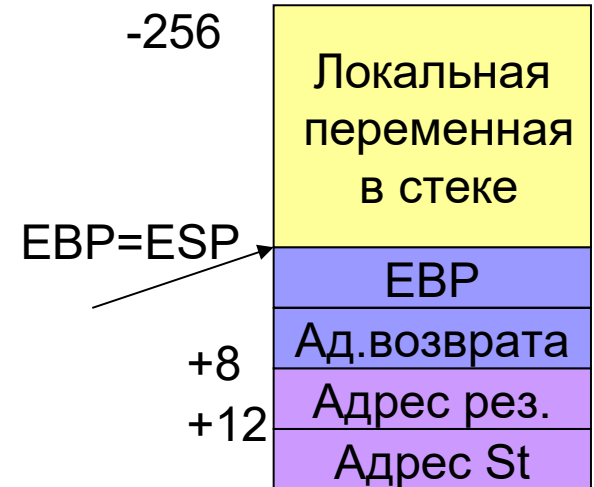 -256
Локальная
переменная
в стеке
EBP=ESP
EBP
Ад.возврата
+8
Адрес рез.
+12
Адрес St